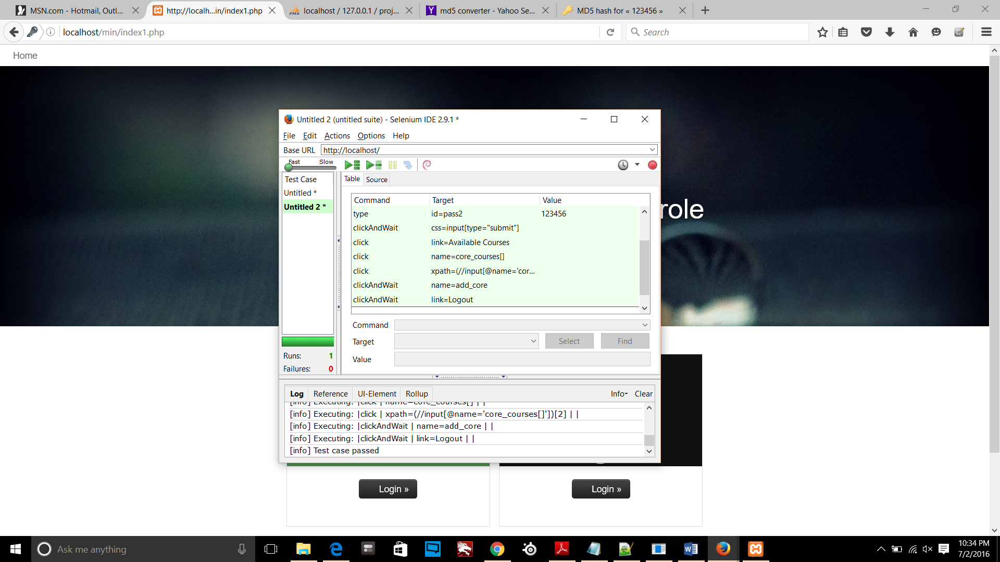 MSN.com - Hotmail, Outl...
http://localh...in/index1.php
localhost / 127.0.0.1 / proj...
md5 converter - Yahoo Se...
MD5 hash for « 123456 »
localhost/min/index1.php
Search
Home
role
Untitled 2 (untitled suite) - Selenium IDE 2.9.1 *
File Edit Actions Options Help
Base URL http://localhost/
Fast Slow
Test Case
Untitled *
Untitled 2 *
Runs: 1
Failures: 0
Table Source
Command Target Value
type id=pass2 123456
clickAndWait css=input[type="submit"]
click link=Available Courses
click name=core_courses[]
click xpath=(//input[@name='cor...
clickAndWait name=add_core
clickAndWait link=Logout
Command
Target Select Find
Value
Log Reference UI-Element Rollup Info Clear
[info] Executing: |click | name=core_courses[] | |
[info] Executing: |click | xpath=(//input[@name='core_courses[]'])[2] | |
[info] Executing: |clickAndWait | name=add_core | |
[info] Executing: |clickAndWait | link=Logout | |
[info] Test case passed
Login » Login »
Ask me anything
10:34 PM
7/2/2016